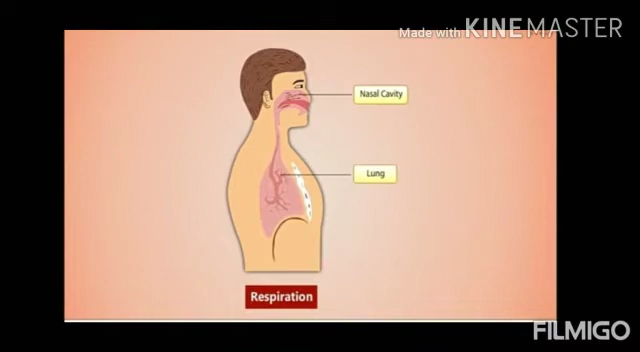 Made with KINEMASTER
Nasal Cavity
Lung
Respiration
FILMIGO